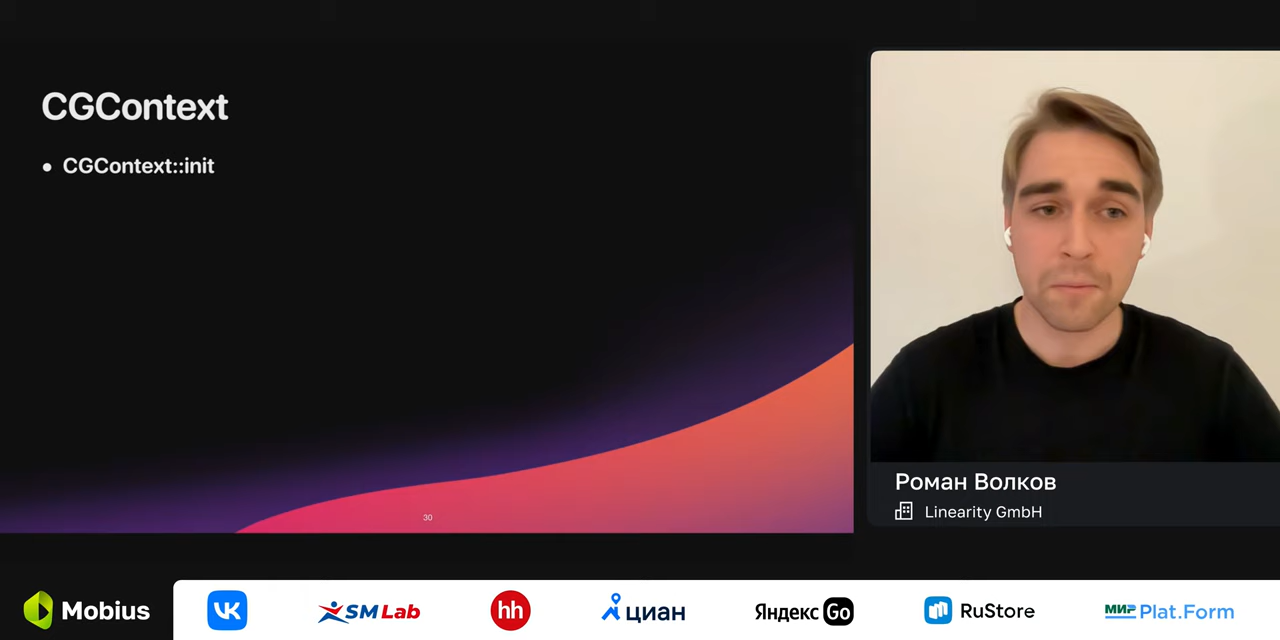 CGContext
• CGContext::init
30
Роман Волков
Linearity GmbH
Mobius
VK
SM Lab
hh
циан
Яндекс Go
RuStore
МИР Plat.Form